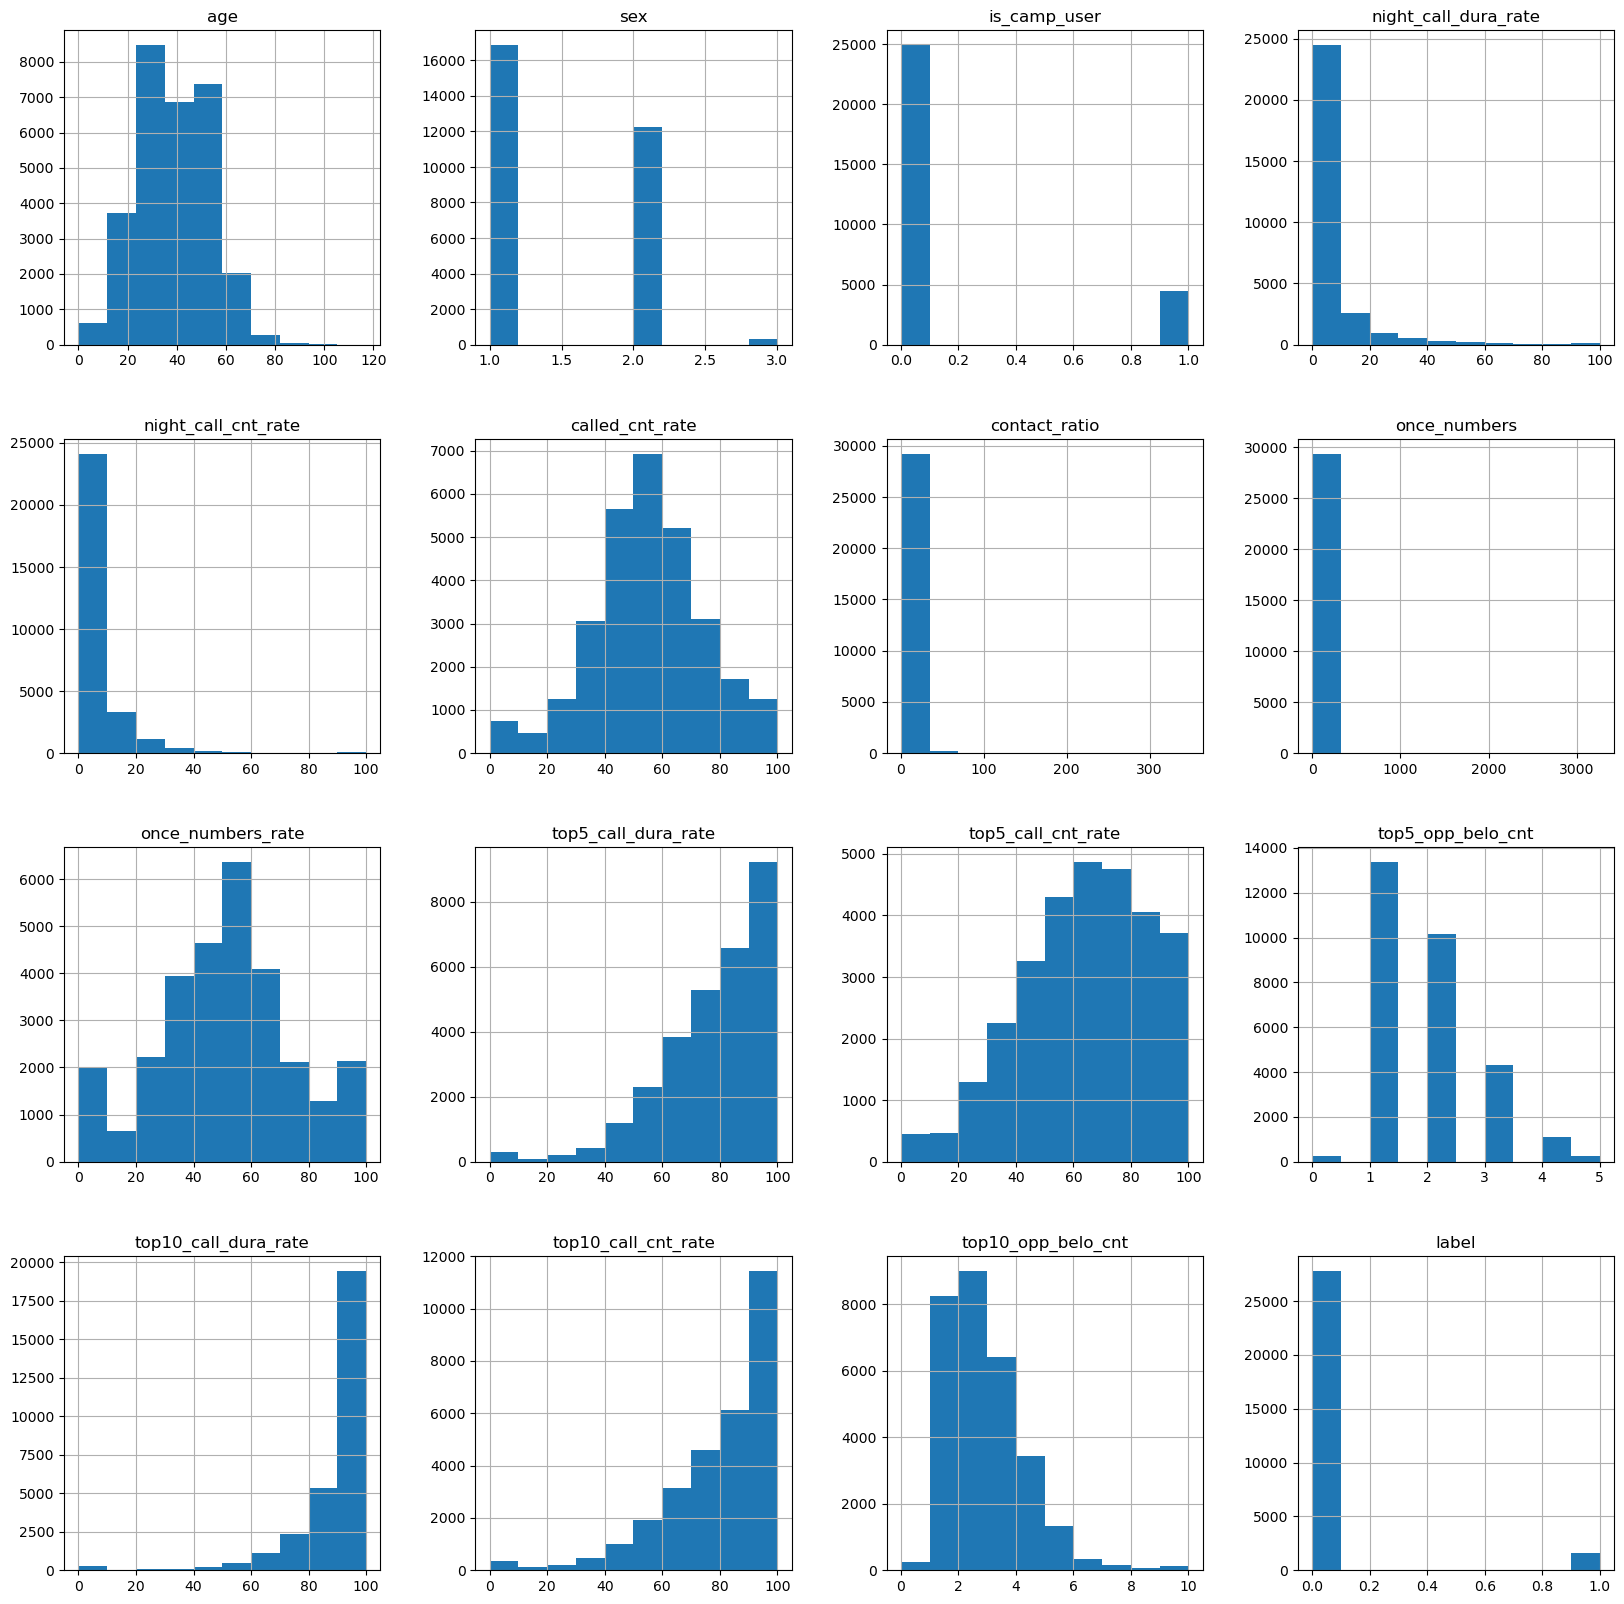 age sex is_camp_user night_call_dura_rate
8000 7000 6000 5000 4000 3000 2000 1000 0
0 20 40 60 80 100 120
16000 14000 12000 10000 8000 6000 4000 2000 0
1.0 1.5 2.0 2.5 3.0
25000 20000 15000 10000 5000 0
0.0 0.2 0.4 0.6 0.8 1.0
25000 20000 15000 10000 5000 0
0 20 40 60 80 100
night_call_cnt_rate called_cnt_rate contact_ratio once_numbers
25000 20000 15000 10000 5000 0
0 20 40 60 80 100
7000 6000 5000 4000 3000 2000 1000 0
0 20 40 60 80 100
30000 25000 20000 15000 10000 5000 0
0 100 200 300
30000 25000 20000 15000 10000 5000 0
0 1000 2000 3000
once_numbers_rate top5_call_dura_rate top5_call_cnt_rate top5_opp_belo_cnt
6000 5000 4000 3000 2000 1000 0
0 20 40 60 80 100
8000 6000 4000 2000 0
0 20 40 60 80 100
5000 4000 3000 2000 1000 0
0 20 40 60 80 100
14000 12000 10000 8000 6000 4000 2000 0
0 1 2 3 4 5
top10_call_dura_rate top10_call_cnt_rate top10_opp_belo_cnt label
20000 17500 15000 12500 10000 7500 5000 2500 0
0 20 40 60 80 100
12000 10000 8000 6000 4000 2000 0
0 20 40 60 80 100
8000 6000 4000 2000 0
0 2 4 6 8 10
25000 20000 15000 10000 5000 0
0.0 0.2 0.4 0.6 0.8 1.0